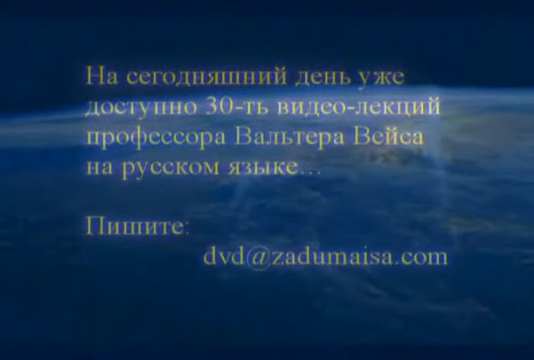 На сегодняшний день уже
доступно 30-ть видео-лекций
профессора Вальтера Вейса
на русском языке...
Пишите:
dvd@zadumaisa.com